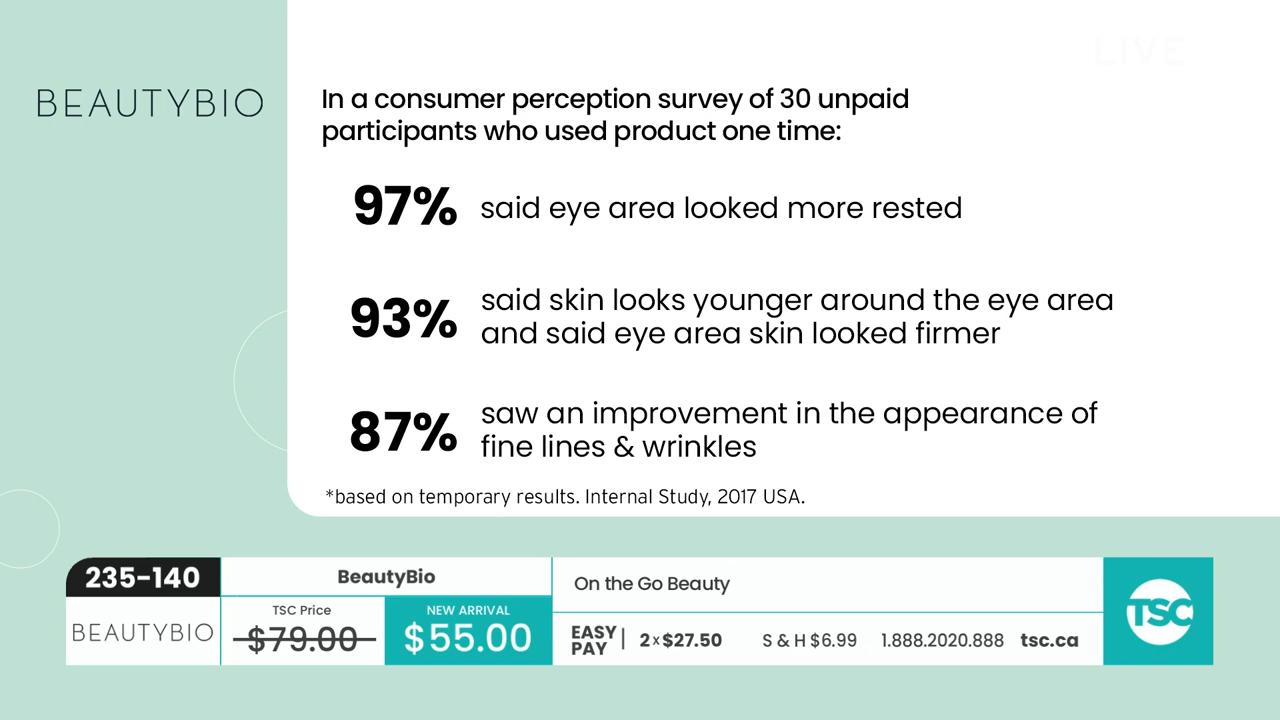 LIVE
BEAUTYBIO
In a consumer perception survey of 30 unpaid
participants who used product one time:
97% said eye area looked more rested
93% said skin looks younger around the eye area
and said eye area skin looked firmer
87% saw an improvement in the appearance of
fine lines & wrinkles
*based on temporary results. Internal Study, 2017 USA.
235-140
BEAUTYBIO
BeautyBio
TSC Price
$79.00
NEW ARRIVAL
$55.00
On the Go Beauty
EASY
PAY | 2x$27.50 S & H $6.99 1.888.2020.888 tsc.ca
TSC